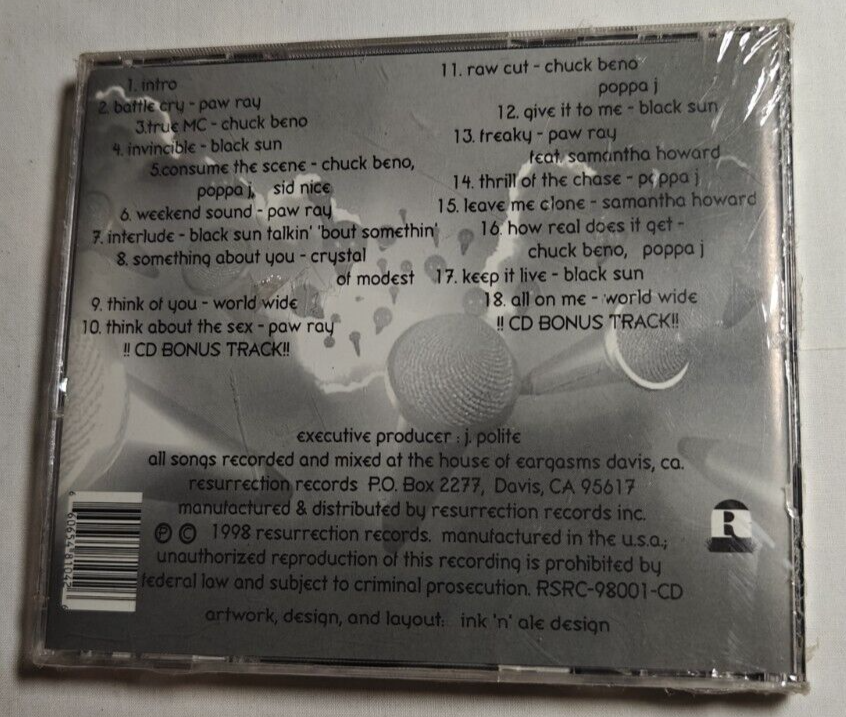 1. intro
2. battle cry - paw ray
3.true MC - chuck beno
4. invincible - black sun
5.consume the scene - chuck beno,
poppa j, sid nice
6. weekend sound - paw ray
7. interlude - black sun talkin' 'bout somethin'
8. something about you - crystal
of modest
9. think of you - world wide
10. think about the sex - paw ray
!! CD BONUS TRACK!!
11. raw cut - chuck beno
poppa j
12. give it to me - black sun
13. freaky - paw ray
feat. samantha howard
14. thrill of the chase - poppa j
15. leave me clone - samantha howard
16. how real does it get -
chuck beno, poppa j
17. keep it live - black sun
18. all on me - world wide
!! CD BONUS TRACK!!
executive producer : j. polite
all songs recorded and mixed at the house of eargasms davis, ca.
resurrection records P.O. Box 2277, Davis, CA 95617
manufactured & distributed by resurrection records inc.
Ⓟ © 1998 resurrection records. manufactured in the u.s.a.;
unauthorized reproduction of this recording is prohibited by
federal law and subject to criminal prosecution. RSRC-98001-CD
artwork, design, and layout: ink 'n' ale design
R